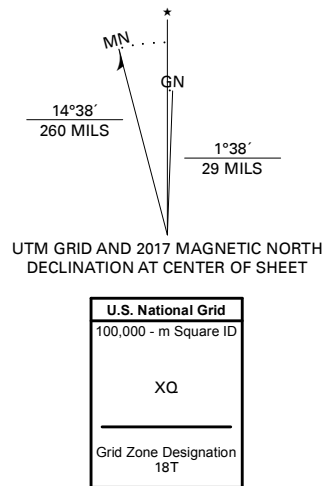 ★
MN
GN
14°38´
260 MILS
1°38´
29 MILS
UTM GRID AND 2017 MAGNETIC NORTH
DECLINATION AT CENTER OF SHEET
U.S. National Grid
100,000 - m Square ID
XQ
Grid Zone Designation
18T